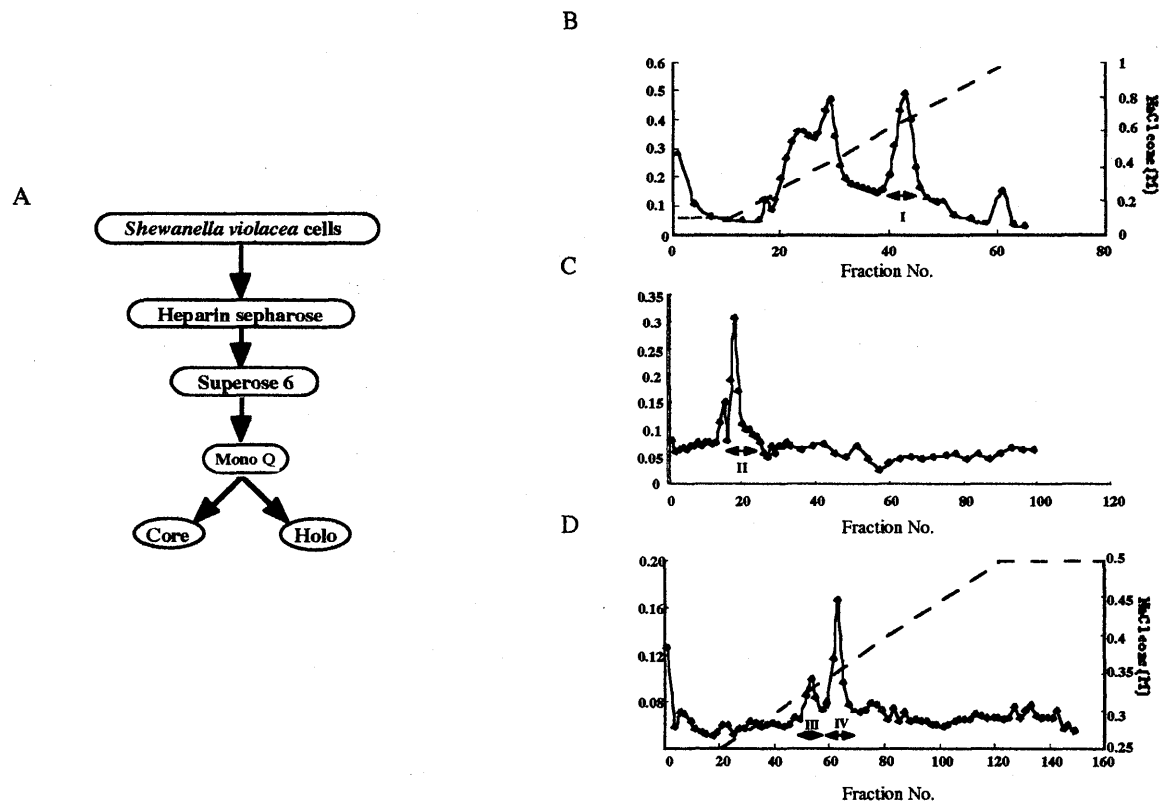 A
Shewanella violacea cells
Heparin sepharose
Superose 6
Mono Q
Core
Holo
B
0.6
0.5
0.4
0.3
0.2
0.1
0
0
20
40
60
80
1
0.8
0.6
0.4
0.2
0
NaCl conc (M)
I
Fraction No.
C
0.35
0.3
0.25
0.2
0.15
0.1
0.05
0
0
20
40
60
80
100
120
II
Fraction No.
D
0.20
0.16
0.12
0.08
0
20
40
60
80
100
120
140
160
0.5
0.45
0.4
0.35
0.3
0.25
NaCl conc (M)
III
IV
Fraction No.